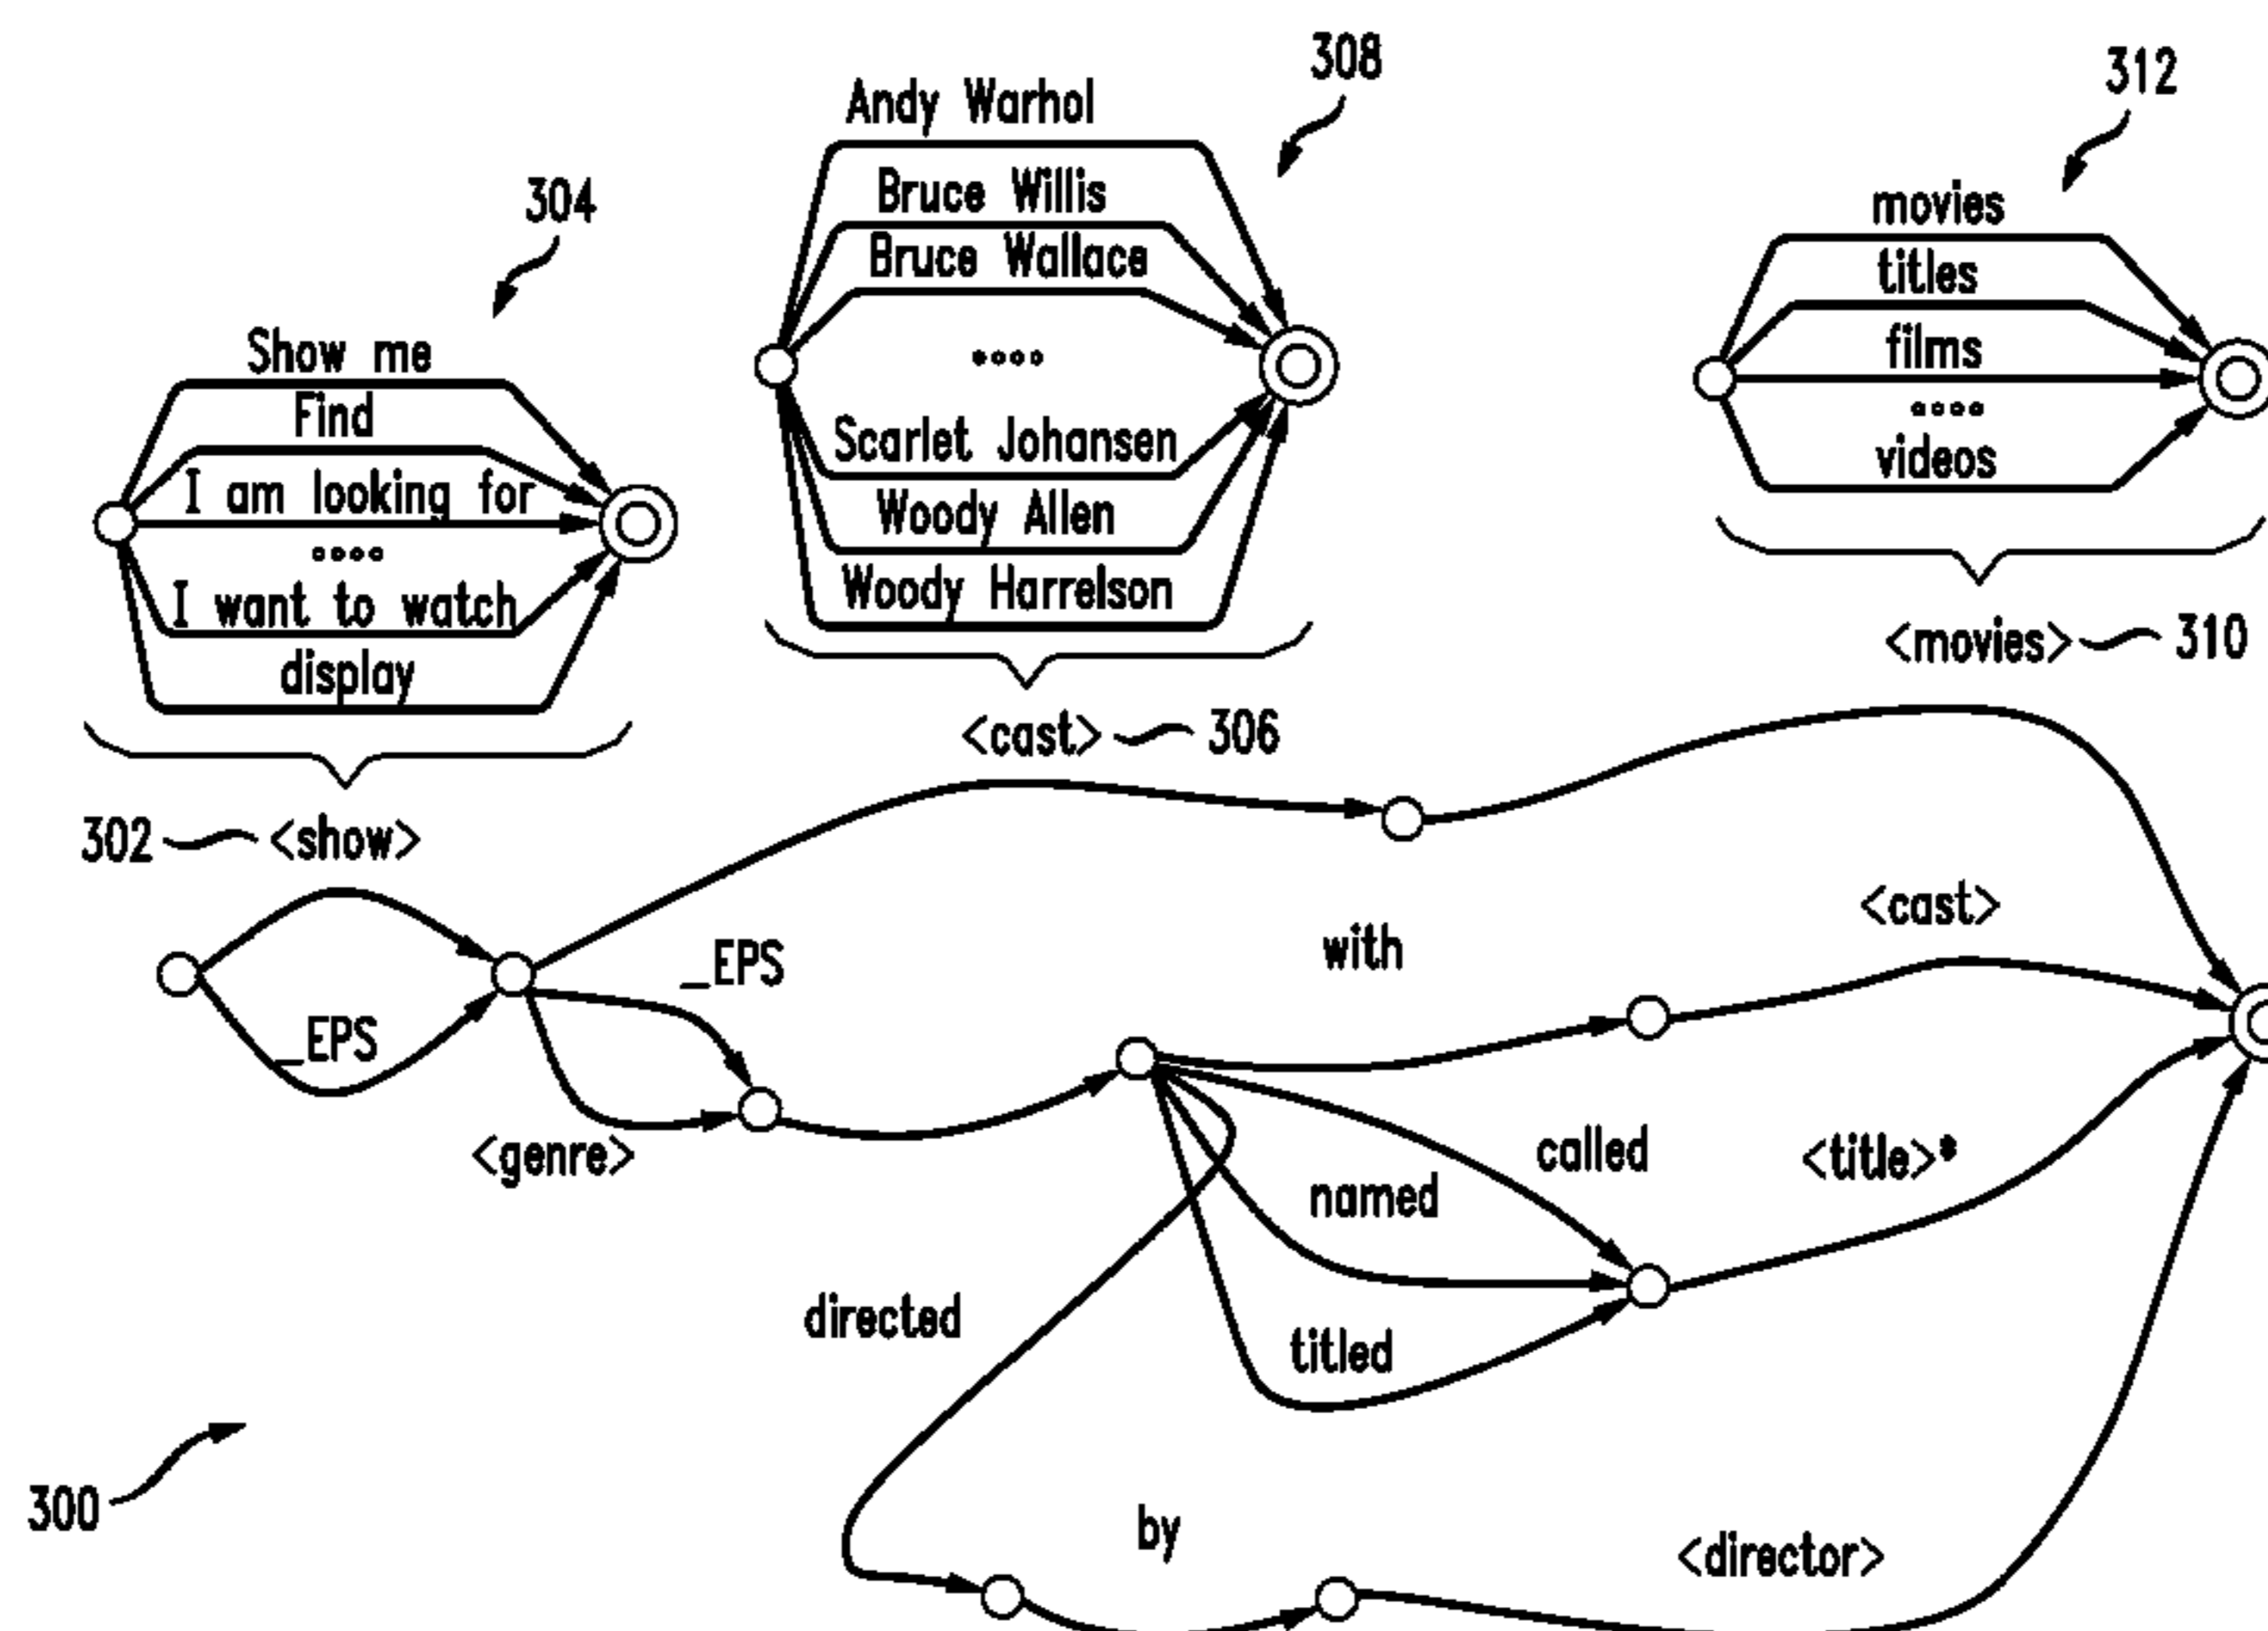 308
312
Andy Warhol
304
Bruce Willis
movies
Bruce Wallace
titles
Show me
films
....
Find
....
Scarlet Johansen
videos
I am looking for
Woody Allen
....
I want to watch
Woody Harrelson
<movies> 310
display
<cast> 306
302 <show>
<cast>
with
_EPS
_EPS
called
<title>*
<genre>
named
directed
titled
300
by
<director>